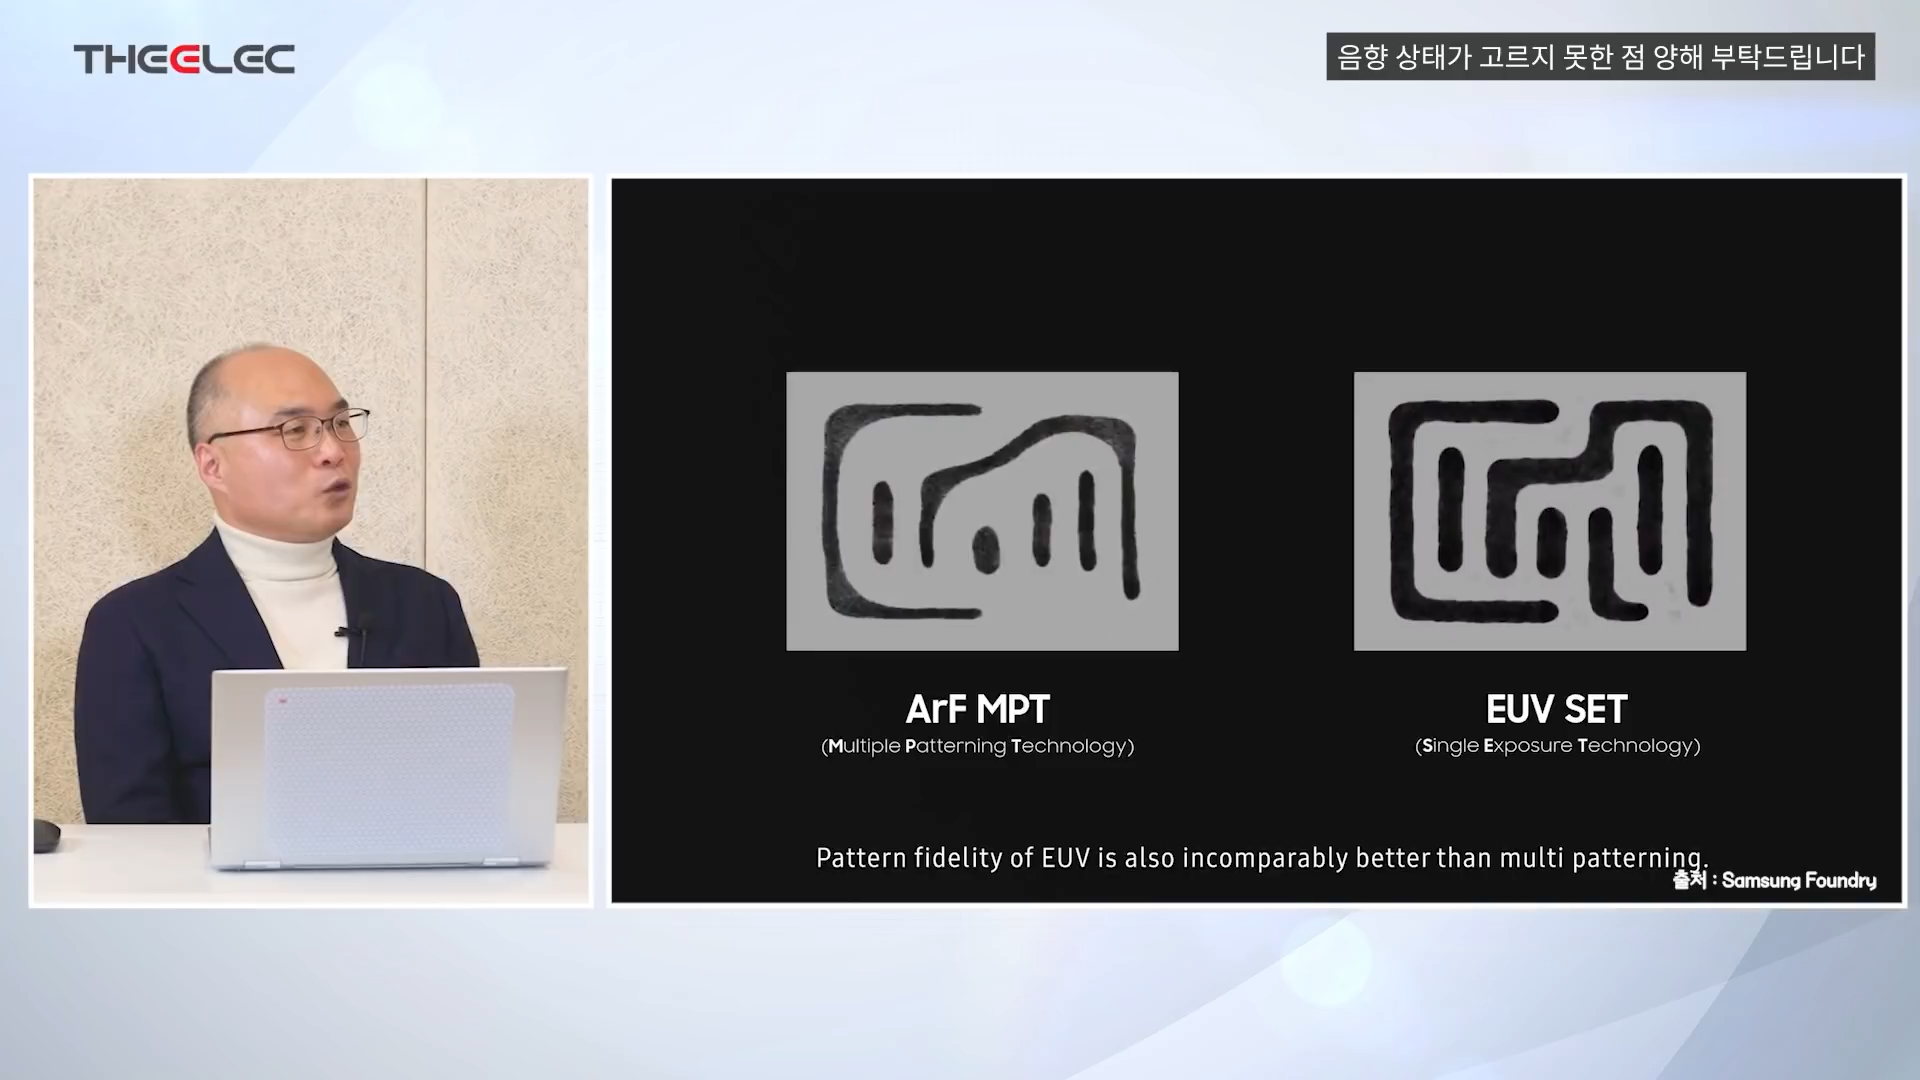 THEELEC
음향 상태가 고르지 못한 점 양해 부탁드립니다
ArF MPT
(Multiple Patterning Technology)
EUV SET
(Single Exposure Technology)
Pattern fidelity of EUV is also incomparably better than multi patterning.
출처 : Samsung Foundry